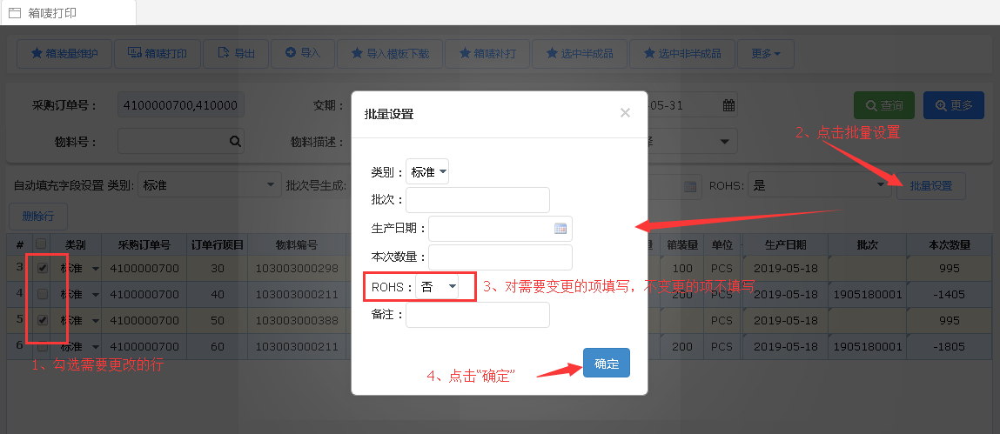 箱唛打印
箱装量维护 箱唛打印 导出 导入 导入模板下载 箱唛补打 选中半成品 选中非半成品 更多
采购订单号： 4100000700,410000 交期： 05-31 查询 更多
物料号： 物料描述：
2、点击批量设置
自动填充字段设置 类别: 标准 批次号生成: ROHS: 是 批量设置
删除行
# 类别 采购订单号 订单行项目 物料编号 箱装量 单位 生产日期 批次 本次数量
3 标准 4100000700 30 103003000298 100 PCS 2019-05-18 995
4 标准 4100000700 40 103003000211 200 PCS 2019-05-18 1905180001 -1405
5 标准 4100000700 50 103003000388 PCS 2019-05-18 995
6 标准 4100000700 60 103003000211 200 PCS 2019-05-18 1905180001 -1805
1、勾选需要更改的行
批量设置 ×
类别： 标准
批次：
生产日期：
本次数量：
ROHS： 否
3、对需要变更的项填写，不变更的项不填写
备注：
确定
4、点击“确定”